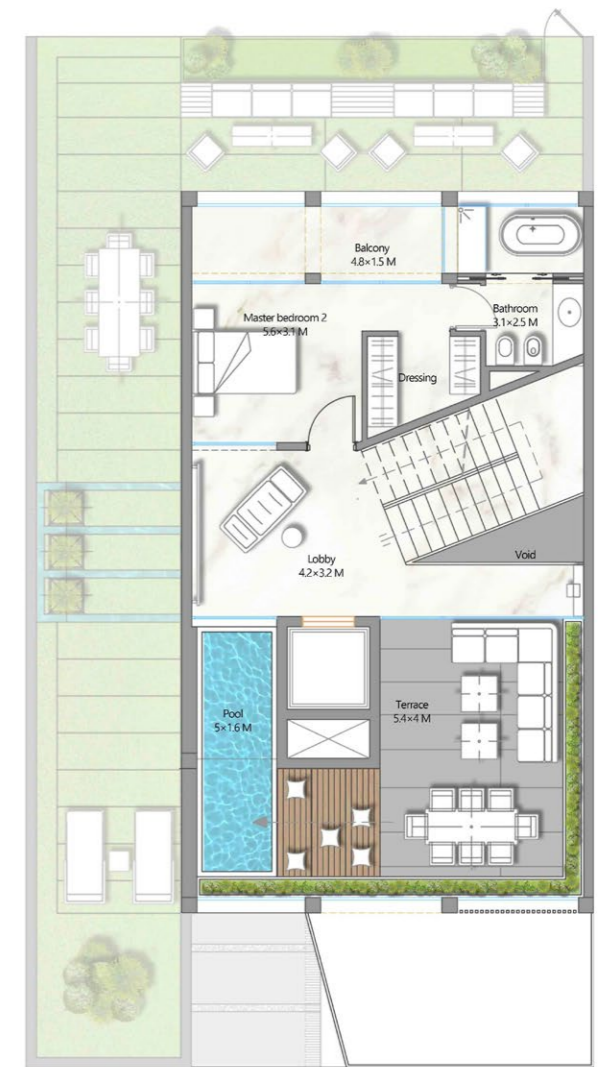 Balcony
4.8×1.5 M
Master bedroom 2
5.6×3.1 M
Bathroom
3.1×2.5 M
Dressing
Lobby
4.2×3.2 M
Void
Pool
5×1.6 M
Terrace
5.4×4 M